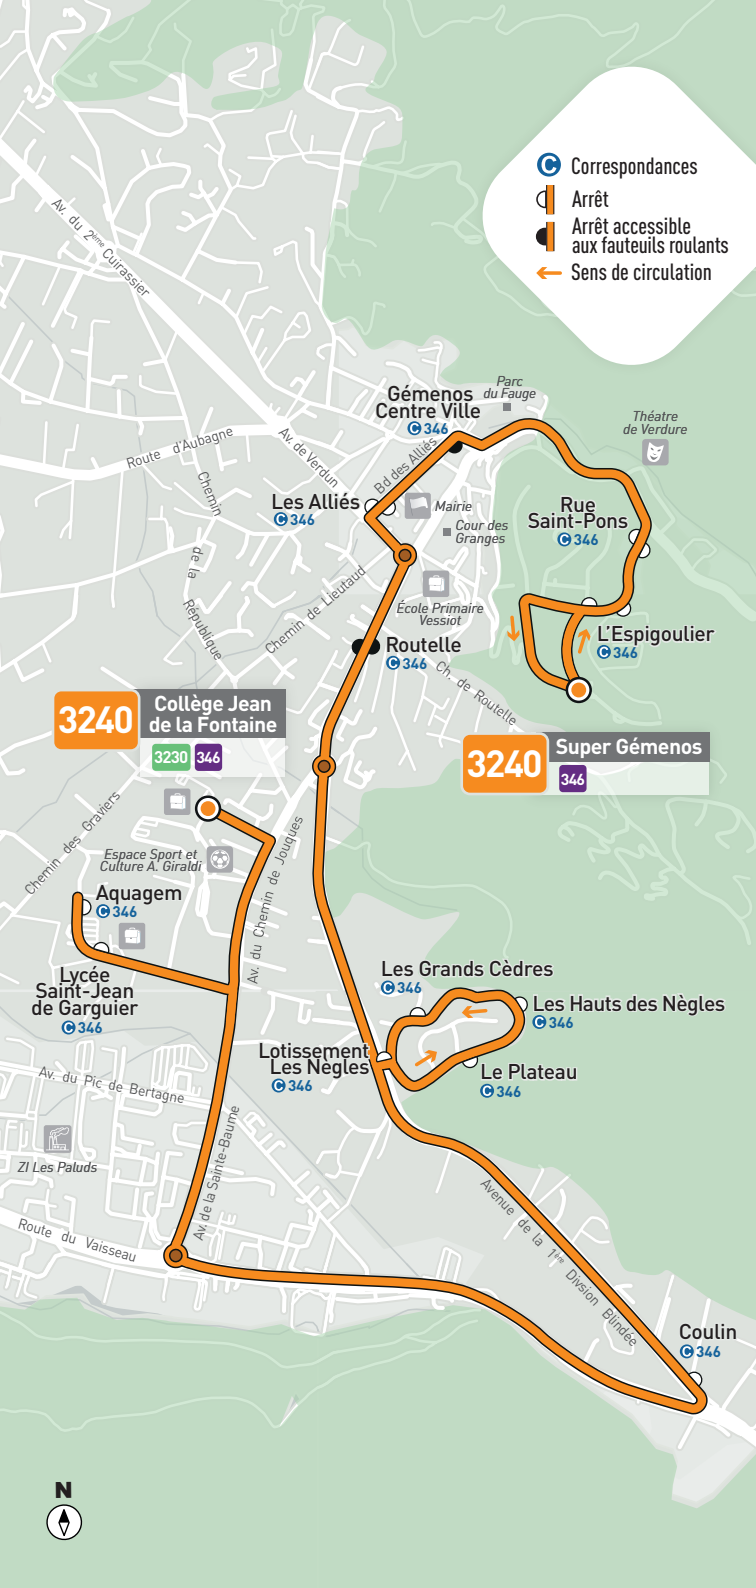 C Correspondances
Arrêt
Arrêt accessible
aux fauteuils roulants
Sens de circulation
Av. du 2ème Cuirassier
Parc
du Fauge
Gémenos
Centre Ville
C 346
Théatre
de Verdure
Route d'Aubagne
Av. de Verdun
Bd des Alliés
Les Alliés
C 346
Mairie
Cour des
Granges
Rue
Saint-Pons
C 346
Chemin de la République
Chemin de Lieutaud
École Primaire
Vessiot
Routelle
C 346
L'Espigoulier
C 346
Ch. de Routelle
3240
Collège Jean
de la Fontaine
3230 346
3240
Super Gémenos
346
Chemin des Graviers
Espace Sport et
Culture A. Giraldi
Av. du Chemin de Jouques
Aquagem
C 346
Lycée
Saint-Jean
de Garguier
C 346
Les Grands Cèdres
C 346
Les Hauts des Nègles
C 346
Lotissement
Les Nègles
C 346
Le Plateau
C 346
Av. du Pic de Bertagne
ZI Les Paluds
Av. de la Sainte-Baume
Route du Vaisseau
Avenue de la 1ère Divsion Blindée
Coulin
C 346
N